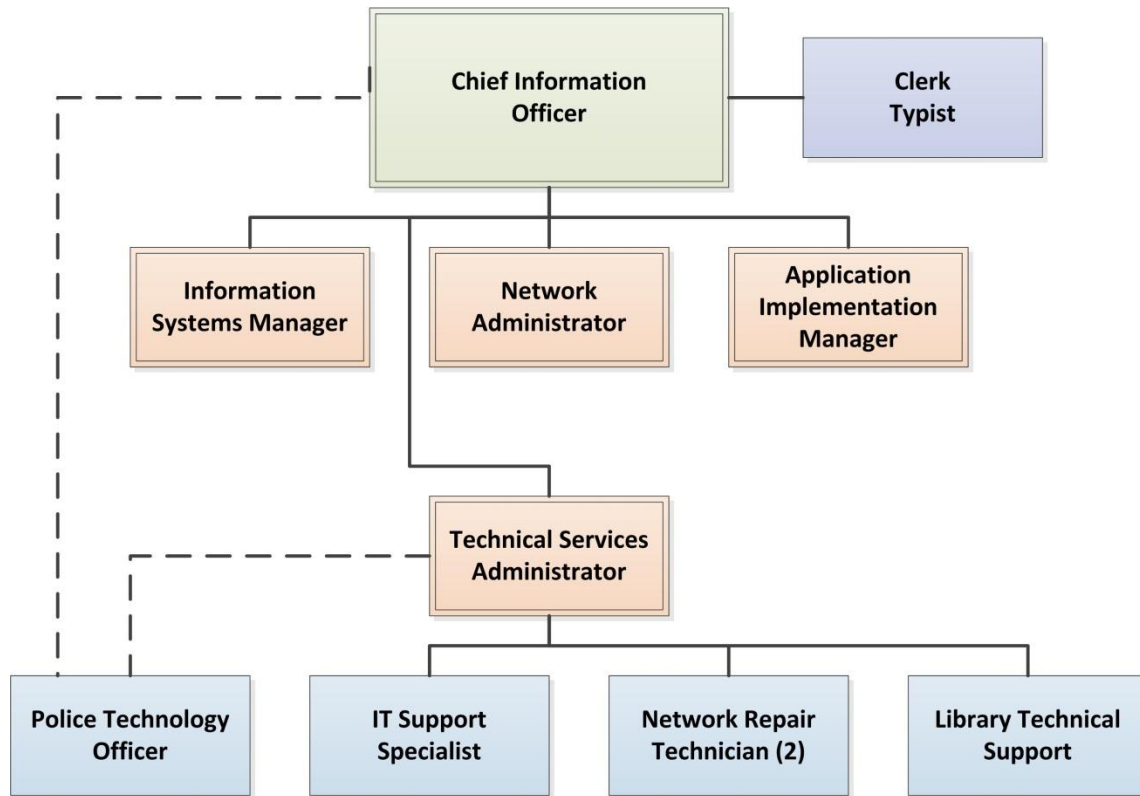 Chief Information
Officer
Clerk
Typist
Information
Systems Manager
Network
Administrator
Application
Implementation
Manager
Technical Services
Administrator
Police Technology
Officer
IT Support
Specialist
Network Repair
Technician (2)
Library Technical
Support